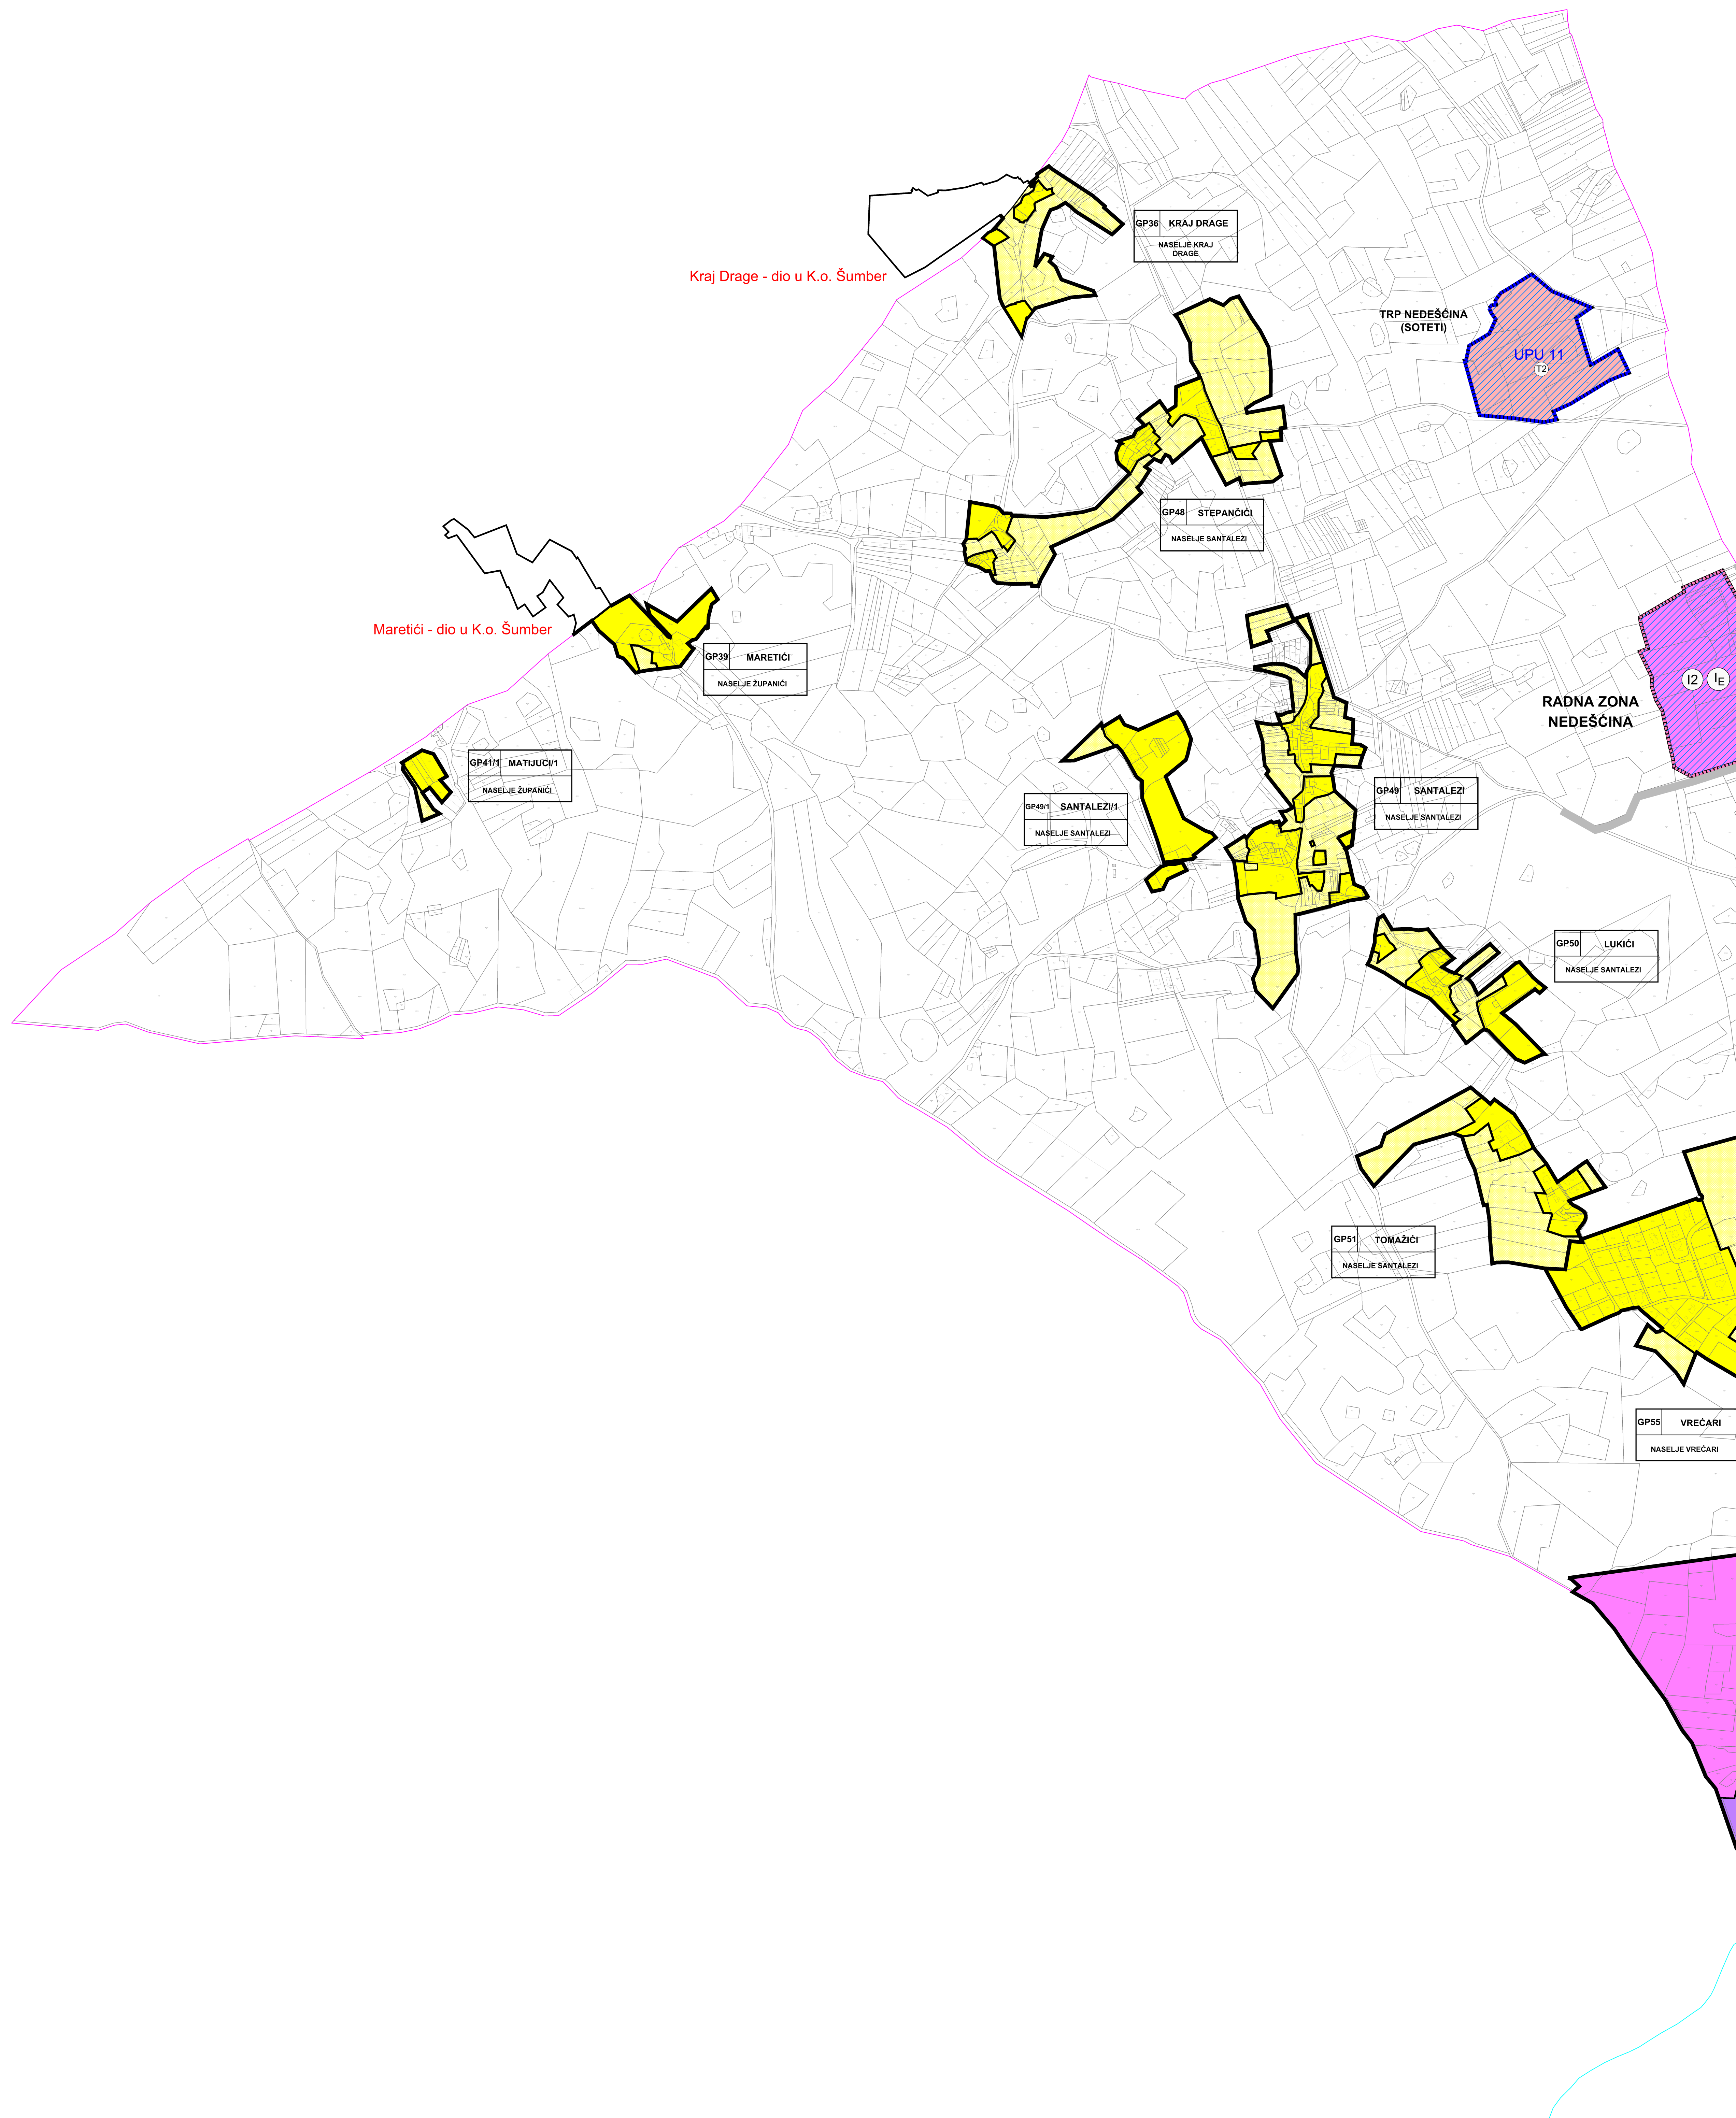 GP36 KRAJ DRAGE
NASELJE KRAJ
DRAGE
Kraj Drage - dio u K.o. Šumber
TRP NEDEŠĆINA
(SOTETI)
UPU 11
T2
GP48 STEPANČIĆI
NASELJE SANTALEZI
Maretići - dio u K.o. Šumber
GP39 MARETIĆI
NASELJE ŽUPANIĆI
I2 IE
RADNA ZONA
NEDEŠĆINA
GP41/1 MATIJUCI/1
NASELJE ŽUPANIĆI
GP49/1 SANTALEZI/1
NASELJE SANTALEZI
GP49 SANTALEZI
NASELJE SANTALEZI
GP50 LUKIĆI
NASELJE SANTALEZI
GP51 TOMAŽIĆI
NASELJE SANTALEZI
GP55 VREĆARI
NASELJE VREĆARI